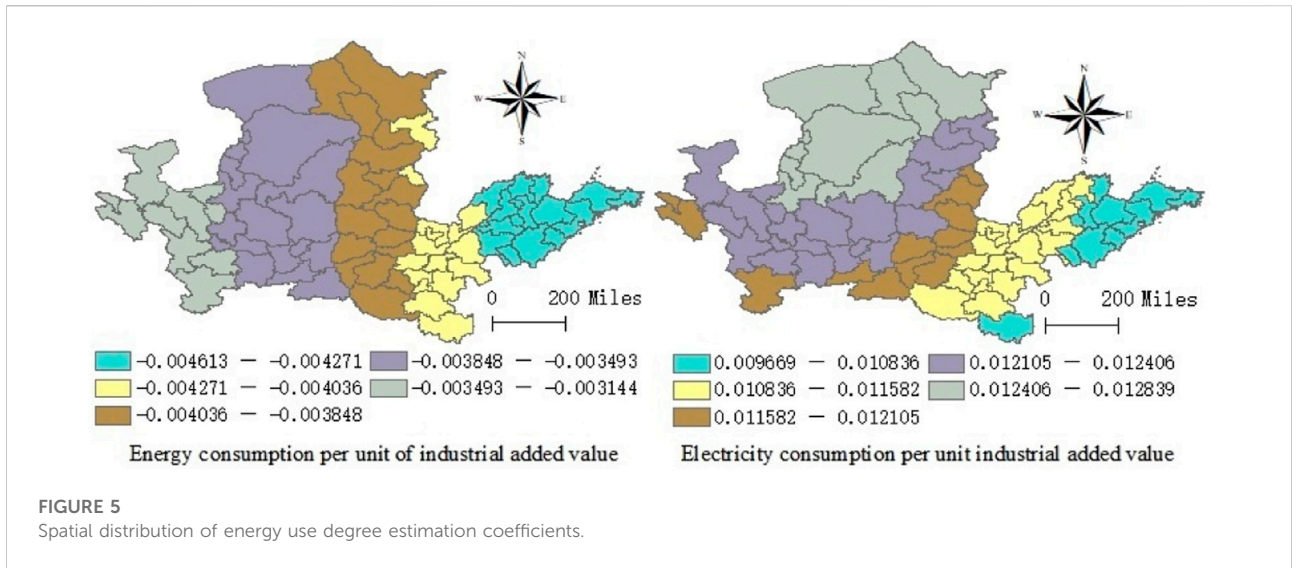 N
W E
S
N
W E
S
0 200 Miles
0 200 Miles
-0.004613 — -0.004271
-0.003848 — -0.003493
-0.004271 — -0.004036
-0.003493 — -0.003144
-0.004036 — -0.003848
Energy consumption per unit of industrial added value
0.009669 — 0.010836
0.012105 — 0.012406
0.010836 — 0.011582
0.012406 — 0.012839
0.011582 — 0.012105
Electricity consumption per unit industrial added value
FIGURE 5
Spatial distribution of energy use degree estimation coefficients.